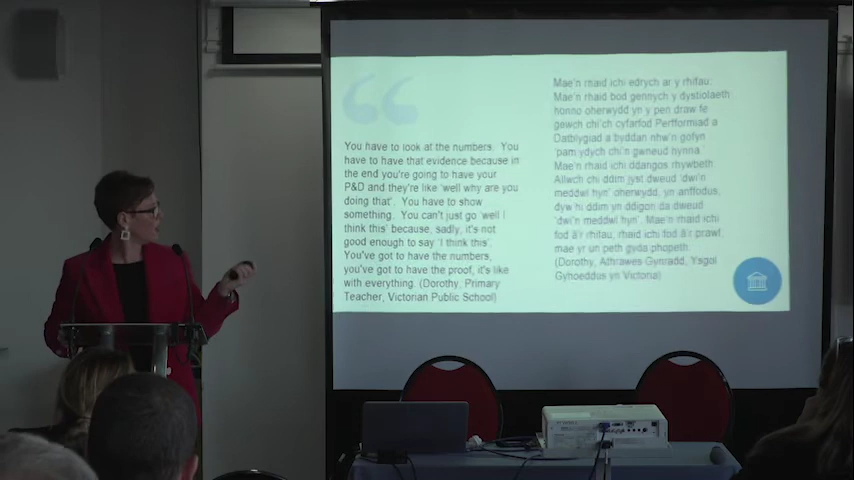 You have to look at the numbers. You
have to have that evidence because in
the end you're going to have your
P&D and they're like 'well why are you
doing that'. You have to show
something. You can't just go 'well I
think this' because, sadly, it's not
good enough to say 'I think this'.
You've got to have the numbers,
you've got to have the proof, it's like
with everything. (Dorothy, Primary
Teacher, Victorian Public School)
Mae'n rhaid ichi edrych ar y rhifau.
Mae'n rhaid bod gennych y dystiolaeth
honno oherwydd yn y pen draw fe
gewch chi'ch cyfarfod Perfformiad a
Datblygiad a byddan nhw'n gofyn
'pam ydych chi'n gwneud hynna.'
Mae'n rhaid ichi ddangos rhywbeth.
Allwch chi ddim jyst dweud 'dwi'n
meddwl hyn' oherwydd, yn anffodus,
dyw hi ddim yn ddigon da dweud
'dwi'n meddwl hyn'. Mae'n rhaid ichi
fod â'r rhifau, rhaid ichi fod â'r prawf,
mae yr un peth gyda phopeth.
(Dorothy, Athrawes Gynradd, Ysgol
Gyhoeddus yn Victoria)